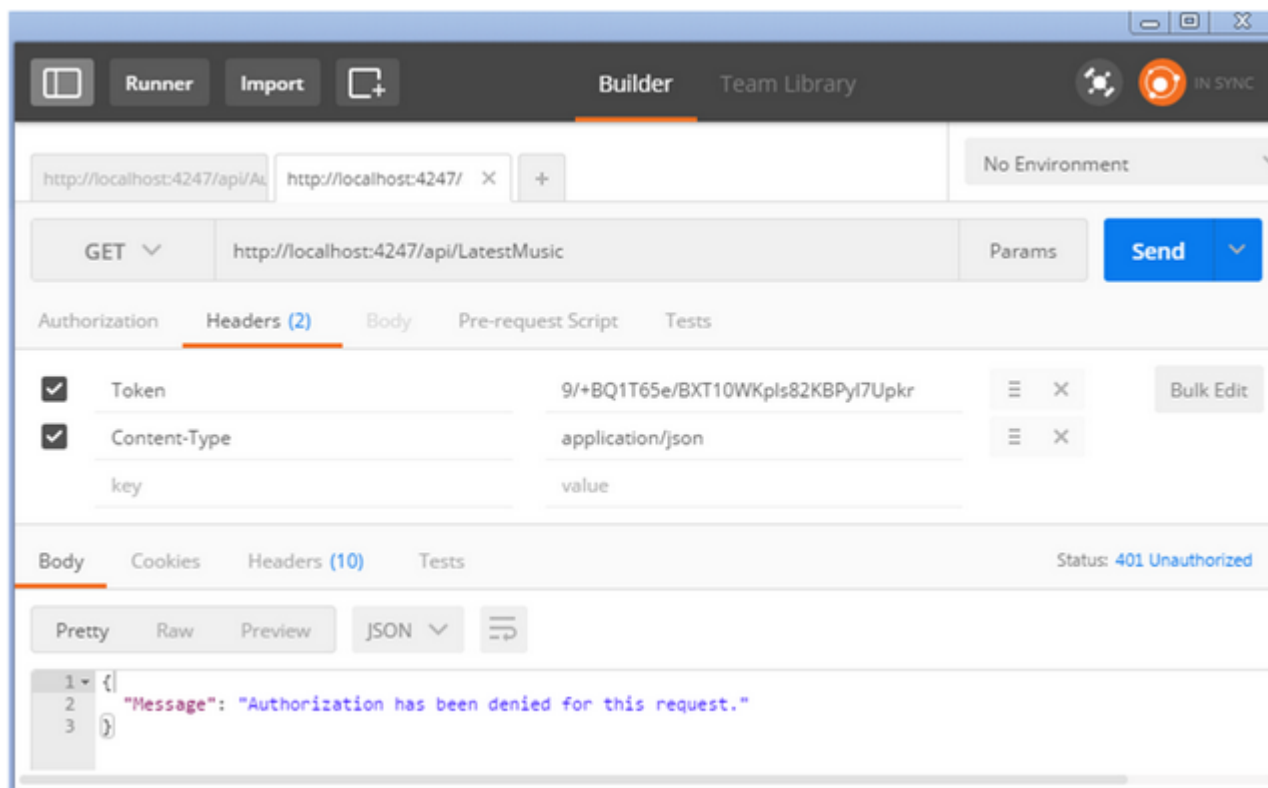 Runner Import Builder Team Library IN SYNC
http://localhost:4247/api/Au http://localhost:4247/ + No Environment
GET http://localhost:4247/api/LatestMusic Params Send
Authorization Headers (2) Body Pre-request Script Tests
Token 9/+BQ1T65e/BXT10WKpIs82KBPyI7Upkr Bulk Edit
Content-Type application/json
key value
Body Cookies Headers (10) Tests Status: 401 Unauthorized
Pretty Raw Preview JSON
1 {
2 "Message": "Authorization has been denied for this request."
3 }